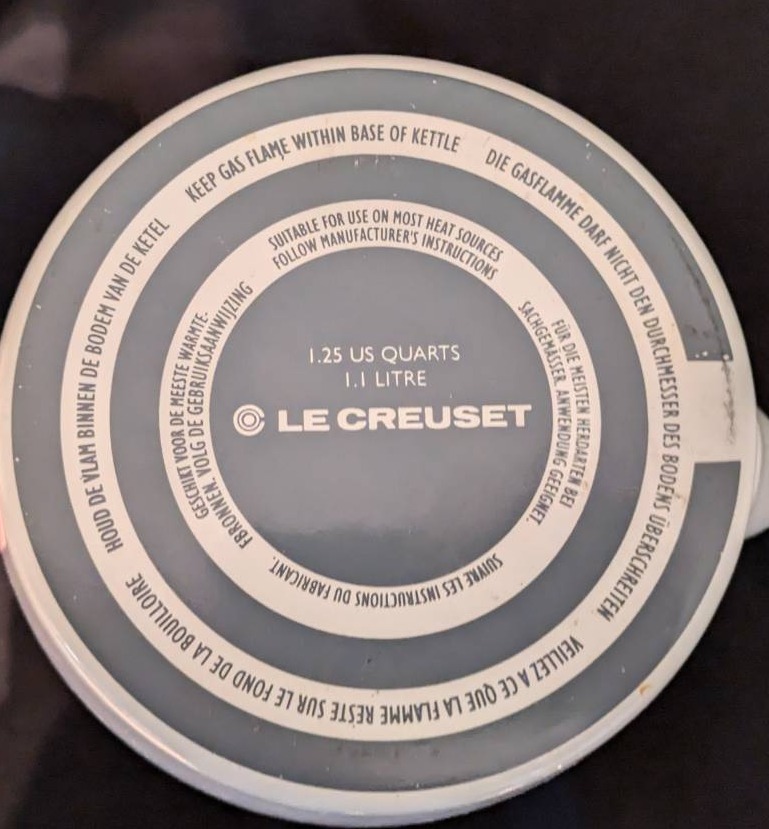 KEEP GAS FLAME WITHIN BASE OF KETTLE
DIE GASFLAMME DARF NICHT DEN DURCHMESSER DES BODENS ÜBERSCHREITEN
VEILLEZ A CE QUE LA FLAMME RESTE SUR LE FOND DE LA BOUILLOIRE
HOUD DE VLAM BINNEN DE BODEM VAN DE KETEL
SUITABLE FOR USE ON MOST HEAT SOURCES
FOLLOW MANUFACTURER'S INSTRUCTIONS
FÜR DIE MEISTEN HERDARTEN BEI
SACHGEMÄSSER ANWENDUNG GEEIGNET.
SUIVRE LES INSTRUCTIONS DU FABRICANT.
GESCHIKT VOOR DE MEESTE WARMTE-
FBRONNEN. VOLG DE GEBRUIKSAANWIJZING
1.25 US QUARTS
1.1 LITRE
LE CREUSET